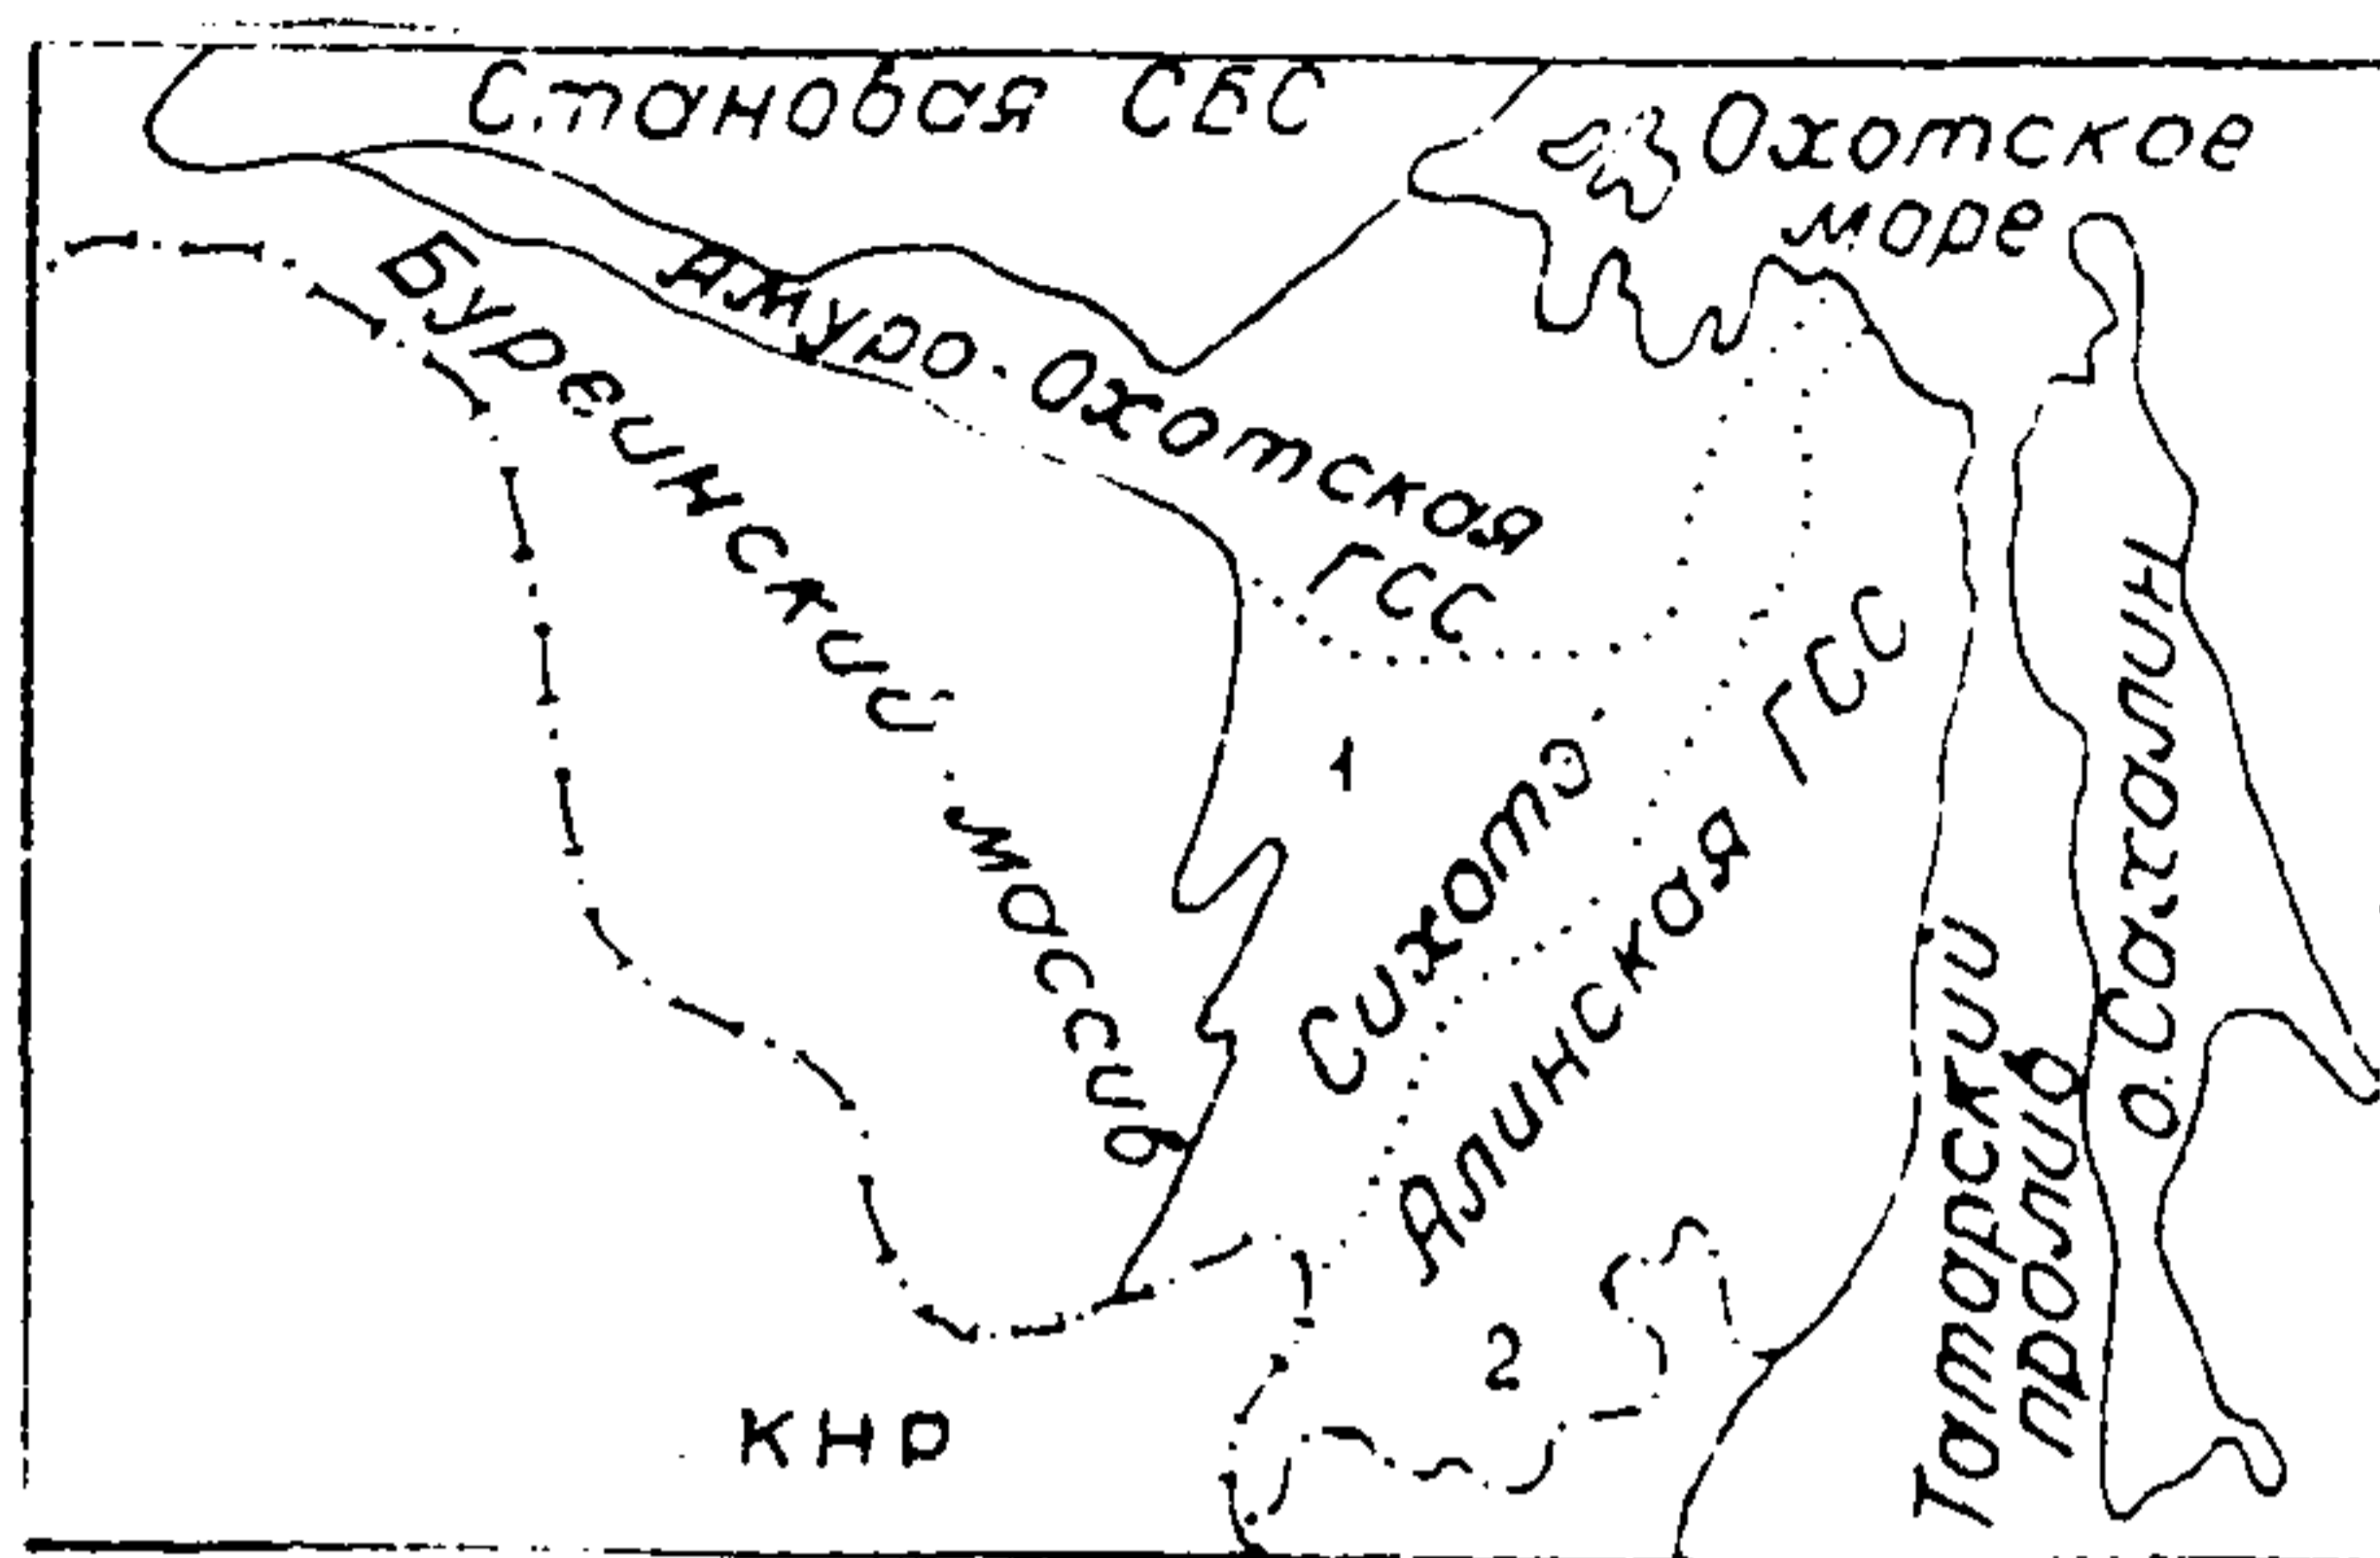 Становая СБС
Охотское
море
Амуро-Охотская
ГСС
Буреинский массив
1
Сихотэ
Алинская ГСС
2
КНР
Татарский
пролив
о. Сахалин